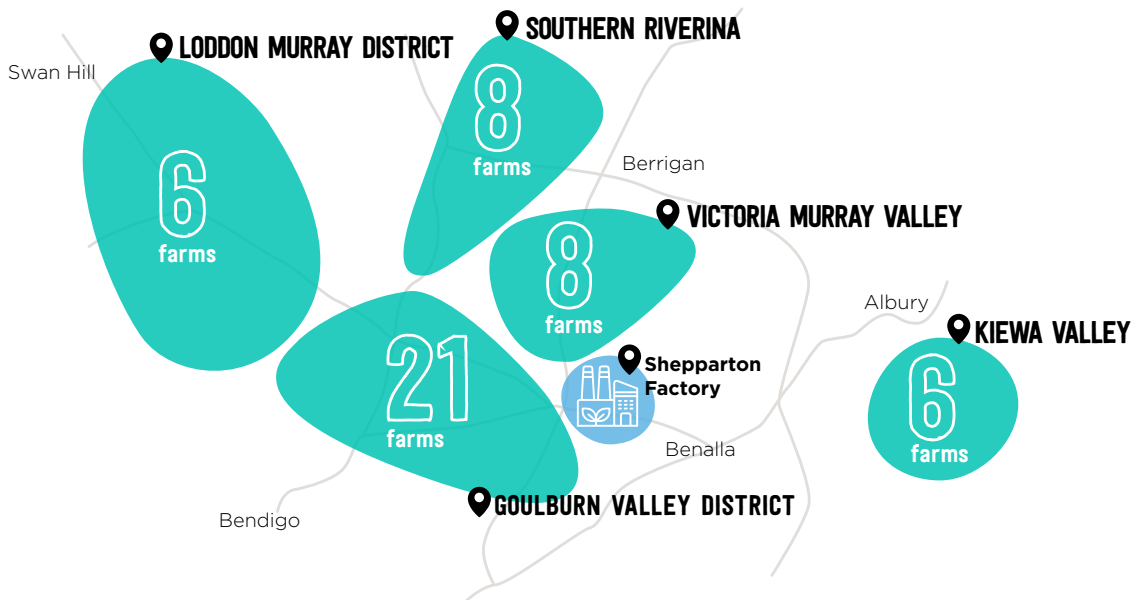 SOUTHERN RIVERINA
LODDON MURRAY DISTRICT
Swan Hill
8
farms
Berrigan
6
farms
VICTORIA MURRAY VALLEY
8
farms
Albury
KIEWA VALLEY
21
farms
Shepparton
Factory
6
farms
Benalla
GOULBURN VALLEY DISTRICT
Bendigo